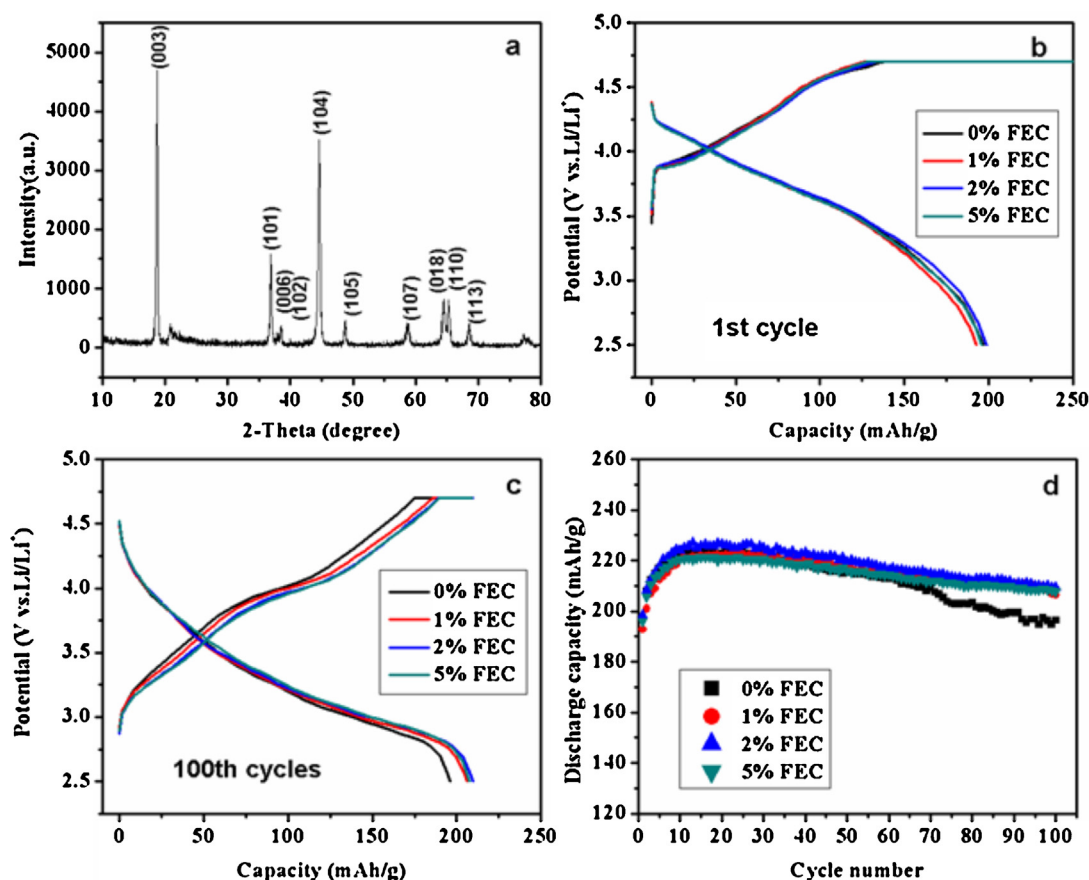 a
5000
4000
3000
2000
1000
0
Intensity(a.u.)
(003)
(101)
(006)
(102)
(104)
(105)
(107)
(018)
(110)
(113)
10 20 30 40 50 60 70 80
2-Theta (degree)
b
5.0
4.5
4.0
3.5
3.0
2.5
Potential (V vs.Li/Li⁺)
0% FEC
1% FEC
2% FEC
5% FEC
1st cycle
0 50 100 150 200 250
Capacity (mAh/g)
c
5.0
4.5
4.0
3.5
3.0
2.5
Potential (V vs.Li/Li⁺)
0% FEC
1% FEC
2% FEC
5% FEC
100th cycles
0 50 100 150 200 250
Capacity (mAh/g)
d
260
240
220
200
180
160
140
120
Discharge capacity (mAh/g)
0% FEC
1% FEC
2% FEC
5% FEC
0 10 20 30 40 50 60 70 80 90 100
Cycle number